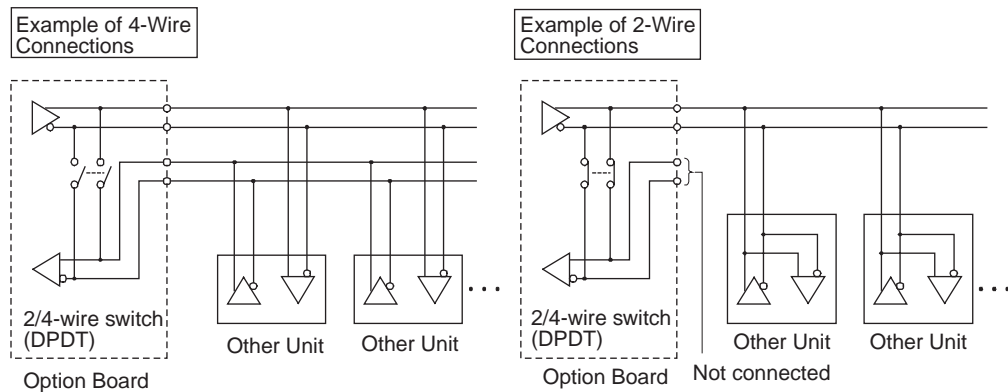 Example of 4-Wire
Connections
2/4-wire switch
(DPDT)
Option Board
Other Unit
Other Unit
Example of 2-Wire
Connections
2/4-wire switch
(DPDT)
Option Board
Not connected
Other Unit
Other Unit